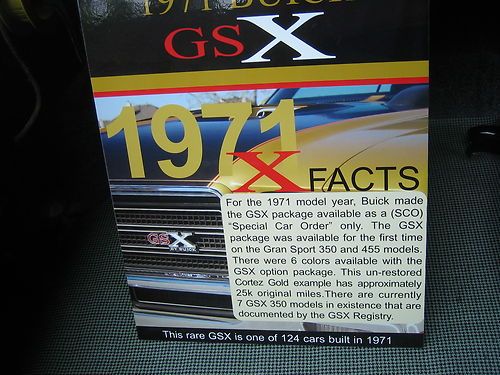 1971 BUICK
GSX
1971
X FACTS
GSX
BY BUICK
For the 1971 model year, Buick made
the GSX package available as a (SCO)
"Special Car Order" only. The GSX
package was available for the first time
on the Gran Sport 350 and 455 models.
There were 6 colors available with the
GSX option package. This un-restored
Cortez Gold example has approximately
25k original miles.There are currently
7 GSX 350 models in existence that are
documented by the GSX Registry.
This rare GSX is one of 124 cars built in 1971